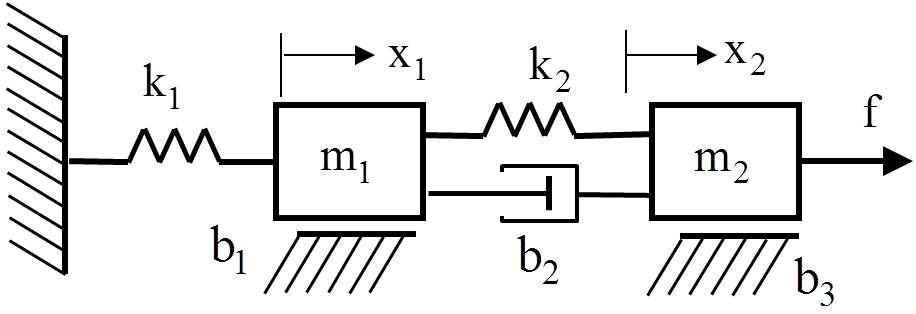 x₁
k₂
x₂
k₁
f
m₁
m₂
b₁
b₂
b₃